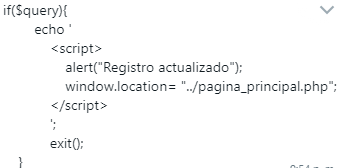 if($query){
echo '
<script>
alert("Registro actualizado");
window.location= "../pagina_principal.php";
</script>
';
exit();
}